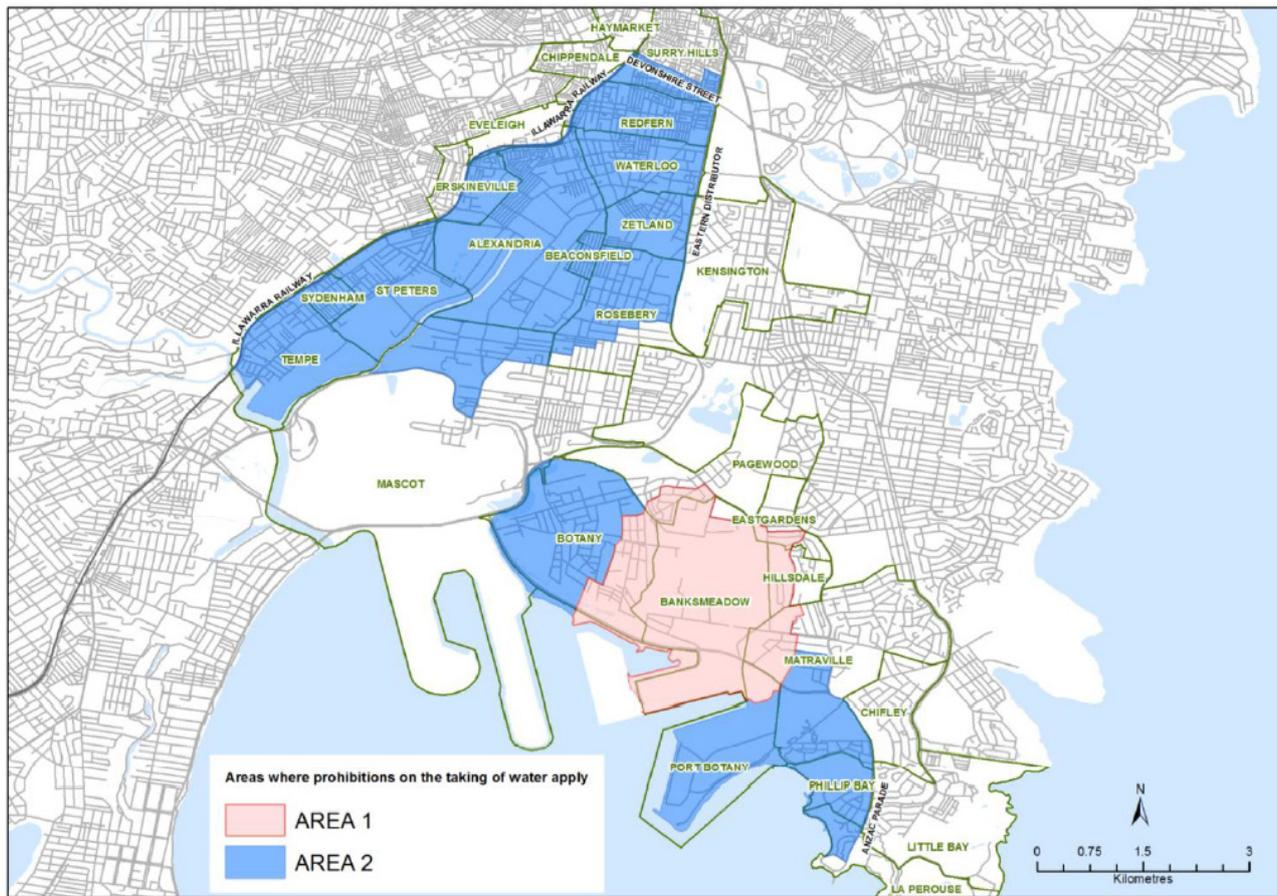 HAYMARKET
CHIPPENDALE
SURRY HILLS
DEVONSHIRE STREET
ILLAWARRA RAILWAY
EVELEIGH
REDFERN
WATERLOO
ERSKINEVILLE
EASTERN DISTRIBUTOR
ZETLAND
ALEXANDRIA
BEACONSFIELD
KENSINGTON
ILLAWARRA RAILWAY
SYDENHAM
ST PETERS
ROSEBERY
TEMPE
PAGEWOOD
MASCOT
EASTGARDENS
BOTANY
HILLSDALE
BANKSMEADOW
MATRAVILLE
CHIFLEY
PORT BOTANY
PHILLIP BAY
ANZAC PARADE
LITTLE BAY
LA PEROUSE
Areas where prohibitions on the taking of water apply
AREA 1
AREA 2
N
0 0.75 1.5 3
Kilometres